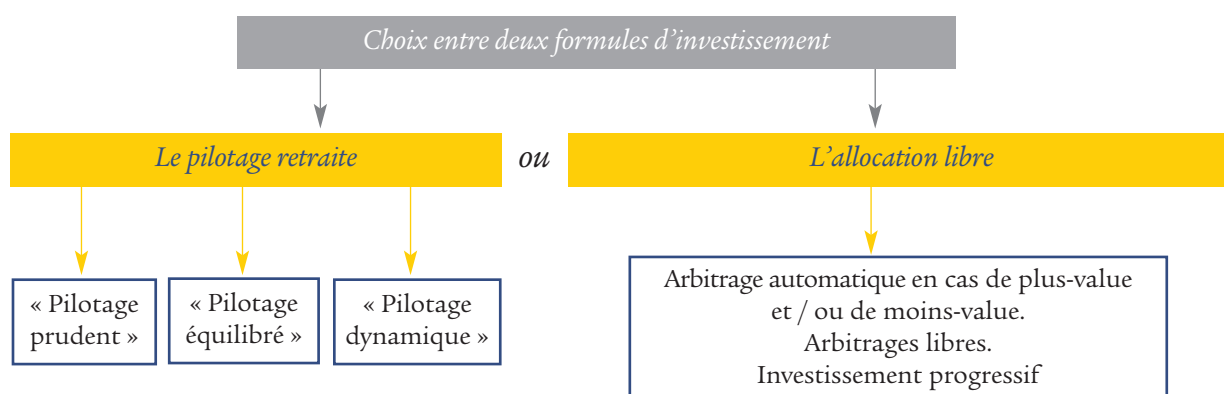 Choix entre deux formules d’investissement
Le pilotage retraite
ou
L’allocation libre
« Pilotage
prudent »
« Pilotage
équilibré »
« Pilotage
dynamique »
Arbitrage automatique en cas de plus-value
et / ou de moins-value.
Arbitrages libres.
Investissement progressif